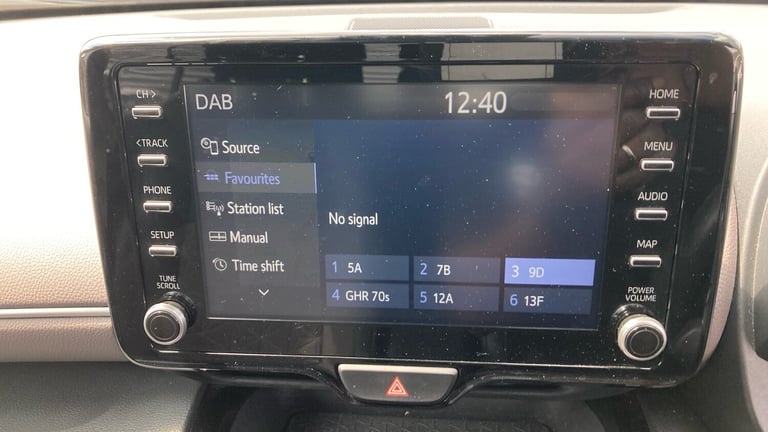 DAB 12:40
CH>
<TRACK
PHONE
SETUP
TUNE
SCROLL
Source
Favourites
Station list
Manual
Time shift
No signal
1 5A 2 7B 3 9D
4 GHR 70s 5 12A 6 13F
HOME
MENU
AUDIO
MAP
POWER
VOLUME